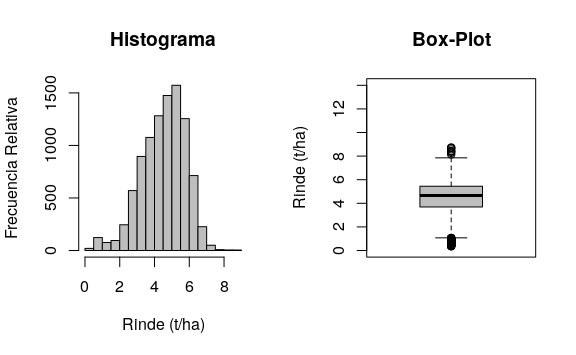 Histograma
Frecuencia Relativa
1500
1000
500
0
0 2 4 6 8
Rinde (t/ha)
Box-Plot
Rinde (t/ha)
12
8
6
4
2
0